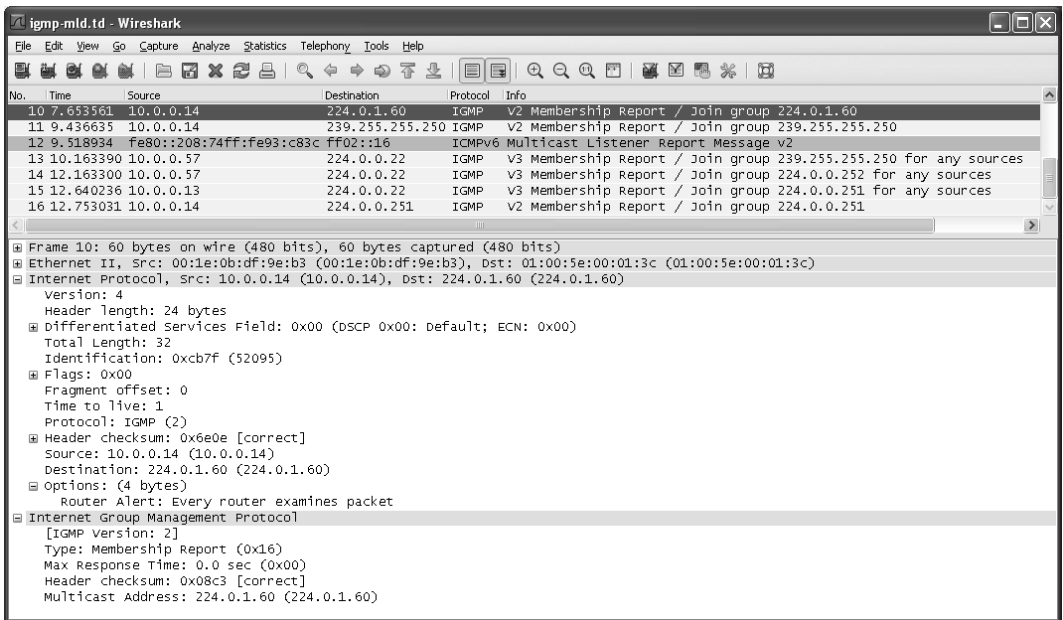 igmp-mld.td - Wireshark
File Edit View Go Capture Analyze Statistics Telephony Tools Help
No. Time Source Destination Protocol Info
10 7.653561 10.0.0.14 224.0.1.60 IGMP V2 Membership Report / Join group 224.0.1.60
11 9.436635 10.0.0.14 239.255.255.250 IGMP V2 Membership Report / Join group 239.255.255.250
12 9.518934 fe80::208:74ff:fe93:c83c ff02::16 ICMPv6 Multicast Listener Report Message v2
13 10.163390 10.0.0.57 224.0.0.22 IGMP V3 Membership Report / Join group 239.255.255.250 for any sources
14 12.163300 10.0.0.57 224.0.0.22 IGMP V3 Membership Report / Join group 224.0.0.252 for any sources
15 12.640236 10.0.0.13 224.0.0.22 IGMP V3 Membership Report / Join group 224.0.0.251 for any sources
16 12.753031 10.0.0.14 224.0.0.251 IGMP V2 Membership Report / Join group 224.0.0.251
Frame 10: 60 bytes on wire (480 bits), 60 bytes captured (480 bits)
Ethernet II, Src: 00:1e:0b:df:9e:b3 (00:1e:0b:df:9e:b3), Dst: 01:00:5e:00:01:3c (01:00:5e:00:01:3c)
Internet Protocol, Src: 10.0.0.14 (10.0.0.14), Dst: 224.0.1.60 (224.0.1.60)
Version: 4
Header length: 24 bytes
Differentiated Services Field: 0x00 (DSCP 0x00: Default; ECN: 0x00)
Total Length: 32
Identification: 0xcb7f (52095)
Flags: 0x00
Fragment offset: 0
Time to live: 1
Protocol: IGMP (2)
Header checksum: 0x6e0e [correct]
Source: 10.0.0.14 (10.0.0.14)
Destination: 224.0.1.60 (224.0.1.60)
Options: (4 bytes)
Router Alert: Every router examines packet
Internet Group Management Protocol
[IGMP Version: 2]
Type: Membership Report (0x16)
Max Response Time: 0.0 sec (0x00)
Header checksum: 0x08c3 [correct]
Multicast Address: 224.0.1.60 (224.0.1.60)